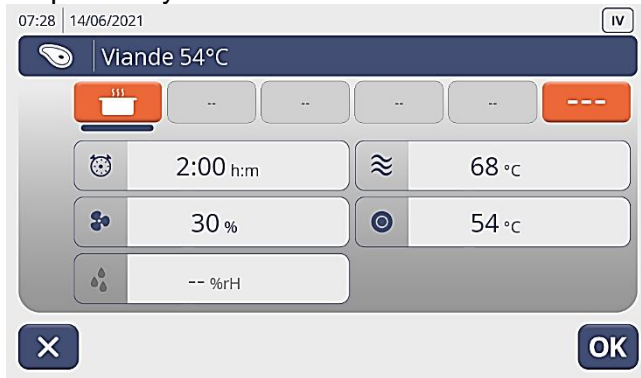 07:28 14/06/2021 IV
Viande 54°C
-- -- -- -- ---
2:00 h:m 68 °C
30 % 54 °C
-- %rH
OK